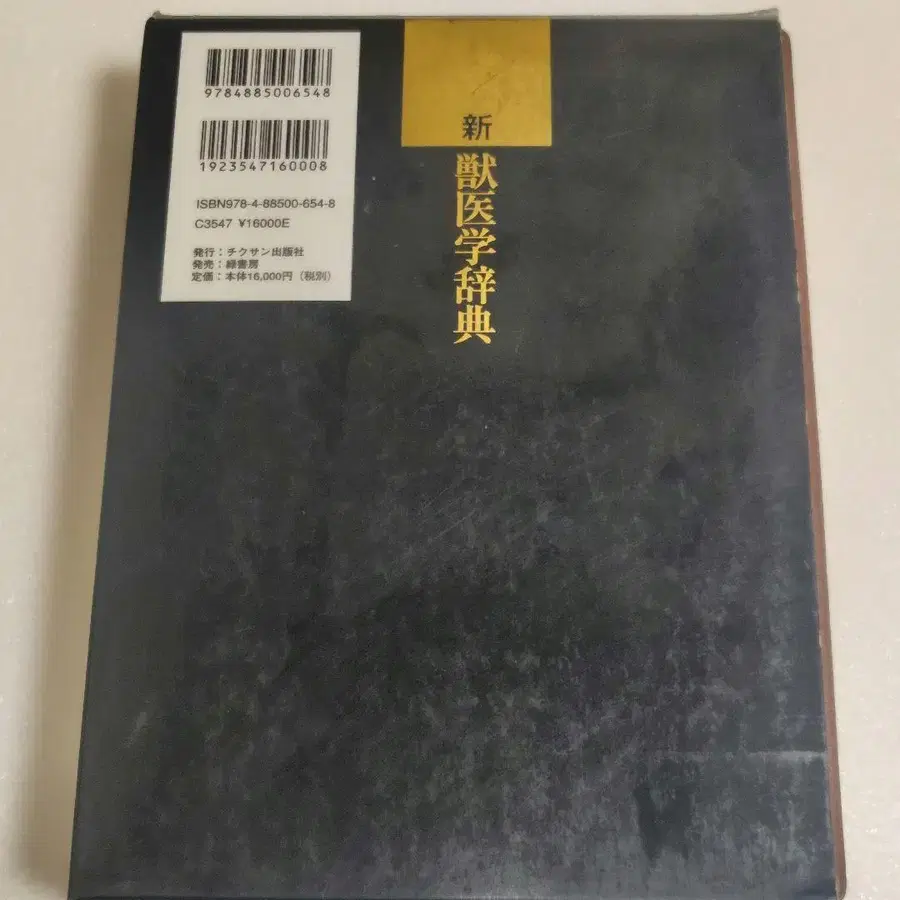 9784885006548
1923547160008
ISBN978-4-88500-654-8
C3547 ¥16000E
発行：チクサン出版社
発売：緑書房
定価：本体16,000円（税別）
新
獣医学辞典